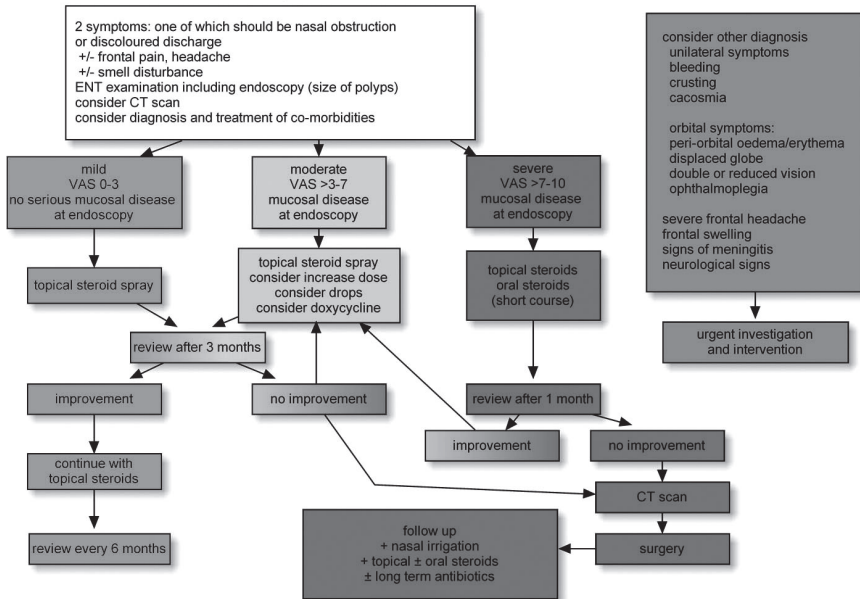 2 symptoms: one of which should be nasal obstruction
or discoloured discharge
+/- frontal pain, headache
+/- smell disturbance
ENT examination including endoscopy (size of polyps)
consider CT scan
consider diagnosis and treatment of co-morbidities
consider other diagnosis
unilateral symptoms
bleeding
crusting
cacosmia
orbital symptoms:
peri-orbital oedema/erythema
displaced globe
double or reduced vision
ophthalmoplegia
severe frontal headache
frontal swelling
signs of meningitis
neurological signs
urgent investigation
and intervention
mild
VAS 0-3
no serious mucosal disease
at endoscopy
moderate
VAS >3-7
mucosal disease
at endoscopy
severe
VAS >7-10
mucosal disease
at endoscopy
topical steroid spray
topical steroid spray
consider increase dose
consider drops
consider doxycycline
topical steroids
oral steroids
(short course)
review after 3 months
improvement
no improvement
review after 1 month
improvement
no improvement
continue with
topical steroids
CT scan
review every 6 months
surgery
follow up
+ nasal irrigation
+ topical ± oral steroids
± long term antibiotics